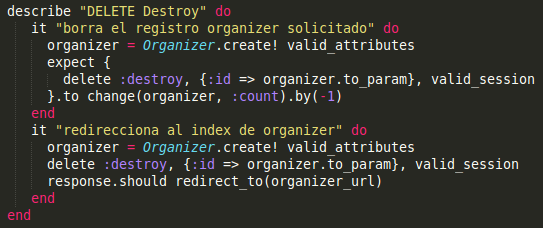 describe "DELETE Destroy" do
it "borra el registro organizer solicitado" do
organizer = Organizer.create! valid_attributes
expect {
delete :destroy, {:id => organizer.to_param}, valid_session
}.to change(organizer, :count).by(-1)
end
it "redirecciona al index de organizer" do
organizer = Organizer.create! valid_attributes
delete :destroy, {:id => organizer.to_param}, valid_session
response.should redirect_to(organizer_url)
end
end